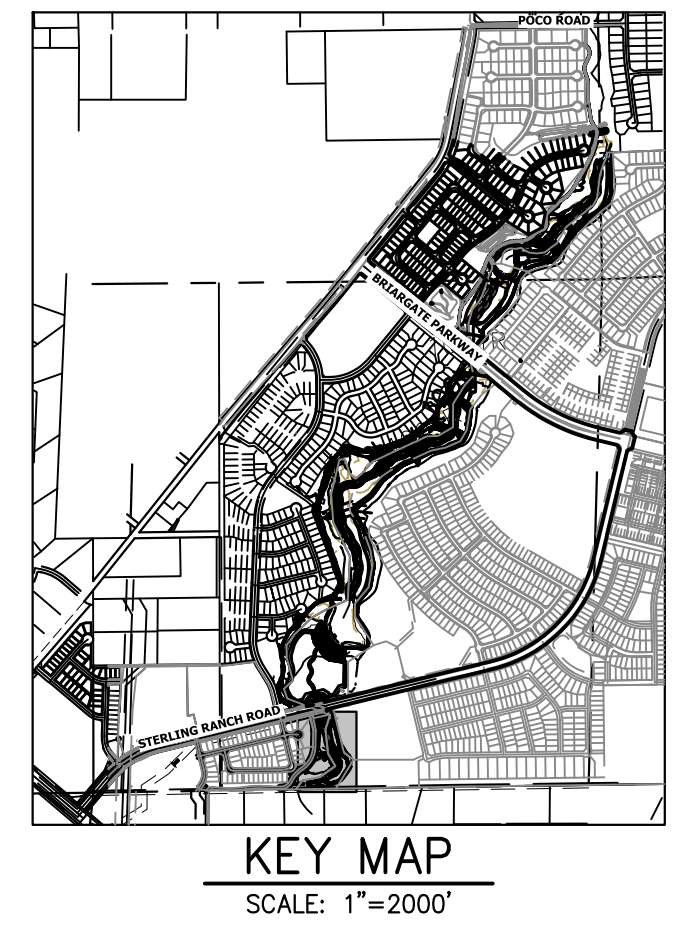 POCO ROAD
BRIARGATE PARKWAY
STERLING RANCH ROAD
KEY MAP
SCALE: 1"=2000'